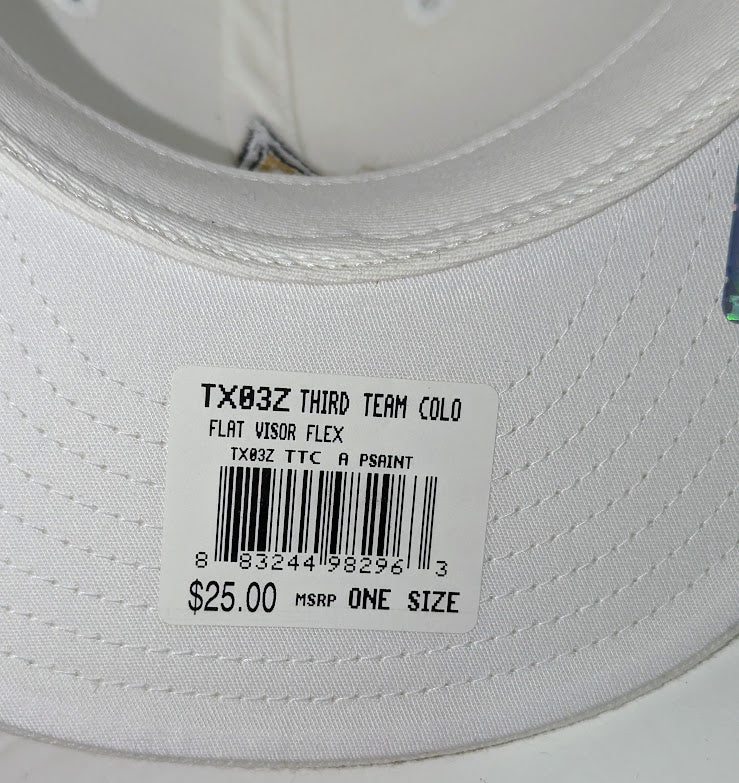 TX03Z THIRD TEAM COLO
FLAT VISOR FLEX
TX03Z TTC A PSAINT
8 83244 98296 3
$25.00 MSRP ONE SIZE